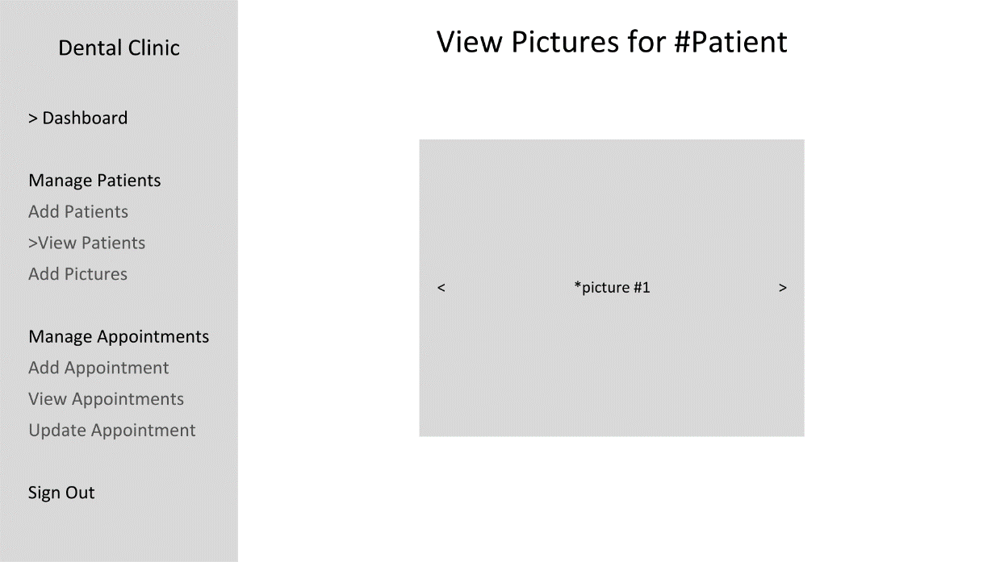 Dental Clinic
> Dashboard
Manage Patients
Add Patients
>View Patients
Add Pictures
Manage Appointments
Add Appointment
View Appointments
Update Appointment
Sign Out
View Pictures for #Patient
< *picture #1 >